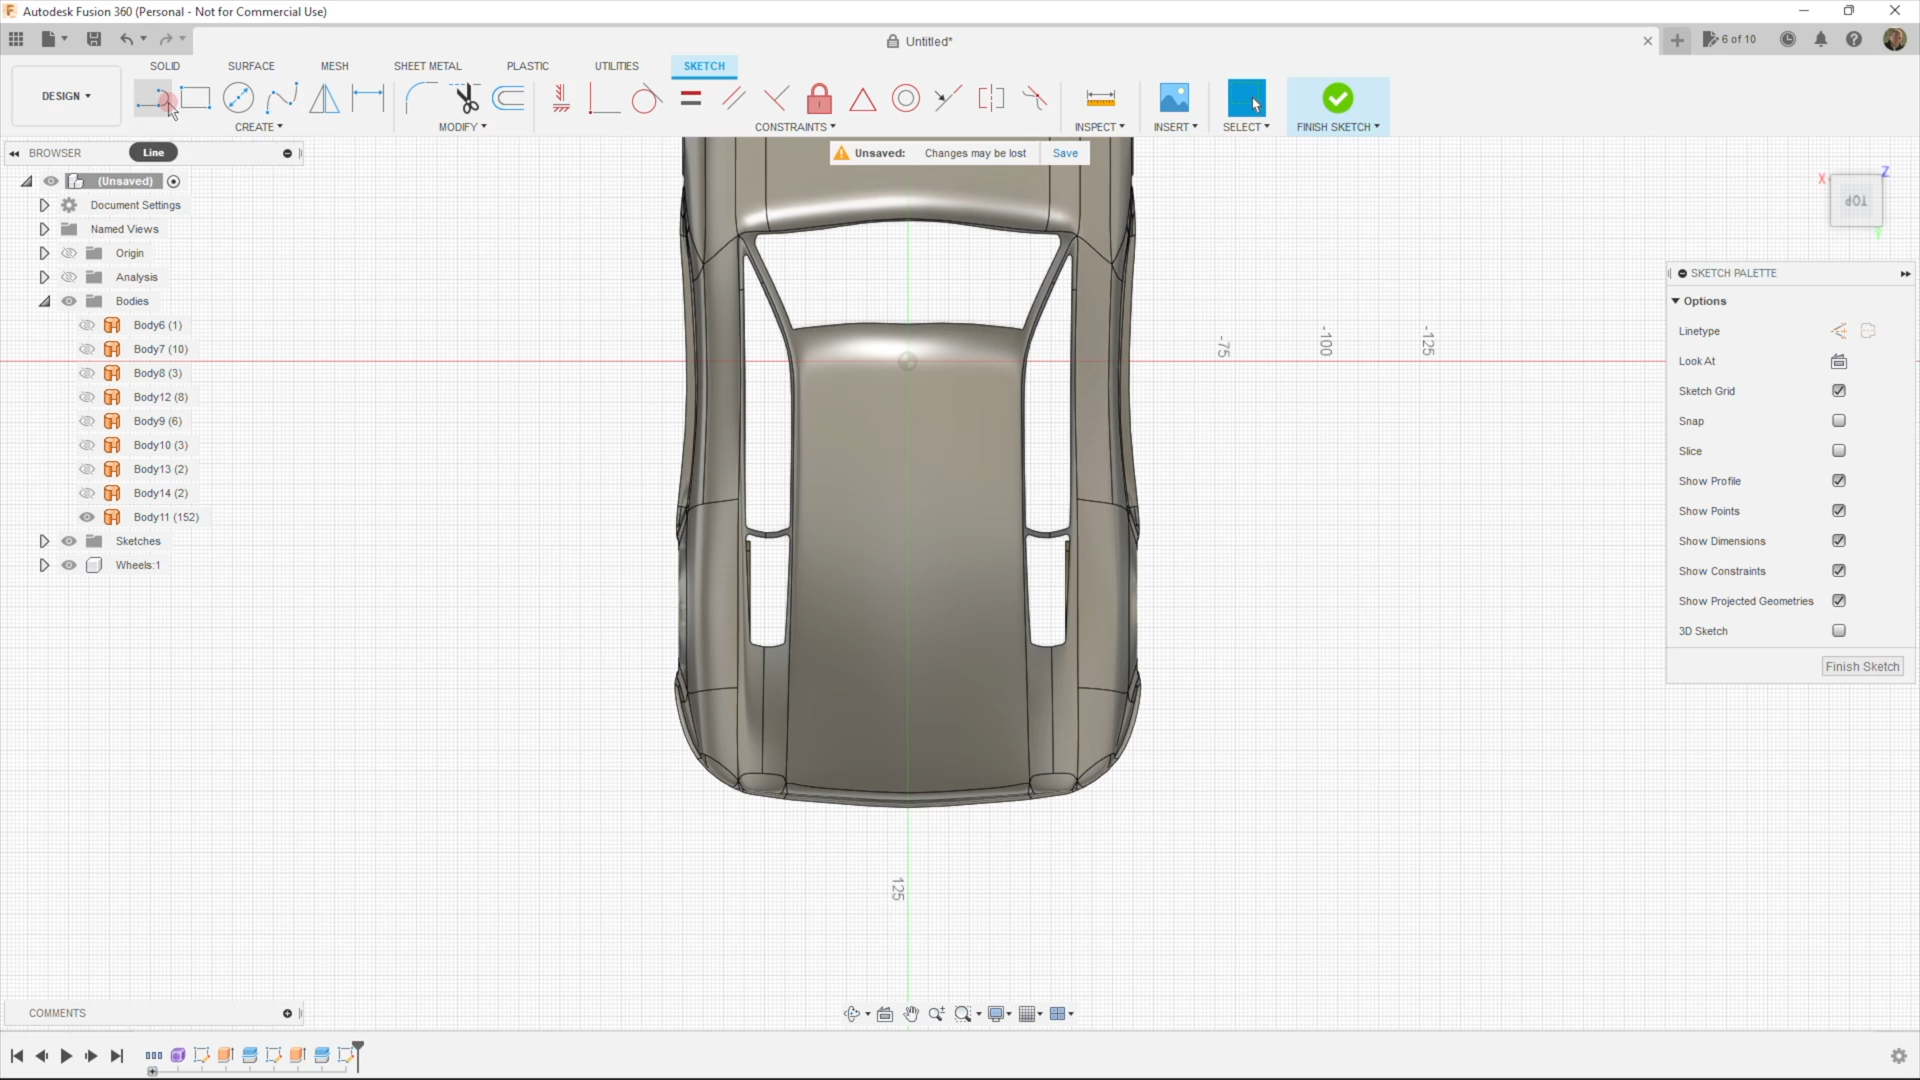 Autodesk Fusion 360 (Personal - Not for Commercial Use)
Untitled*
6 of 10
SOLID
SURFACE
MESH
SHEET METAL
PLASTIC
UTILITIES
SKETCH
DESIGN
CREATE
MODIFY
CONSTRAINTS
INSPECT
INSERT
SELECT
FINISH SKETCH
BROWSER
Line
Unsaved: Changes may be lost
Save
(Unsaved)
Document Settings
Named Views
Origin
Analysis
Bodies
Body6 (1)
Body7 (10)
Body8 (3)
Body12 (8)
Body9 (6)
Body10 (3)
Body13 (2)
Body14 (2)
Body11 (152)
Sketches
Wheels:1
-75
-100
-125
125
X
Z
Y
TOP
SKETCH PALETTE
Options
Linetype
Look At
Sketch Grid
Snap
Slice
Show Profile
Show Points
Show Dimensions
Show Constraints
Show Projected Geometries
3D Sketch
Finish Sketch
COMMENTS